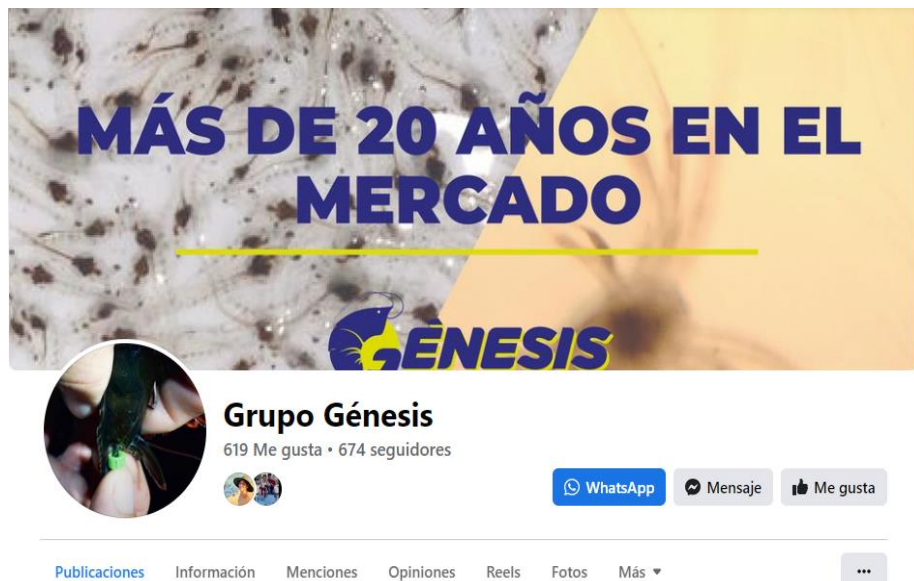 MÁS DE 20 AÑOS EN EL
MERCADO
GÉNESIS
Grupo Génesis
619 Me gusta • 674 seguidores
WhatsApp
Mensaje
Me gusta
Publicaciones
Información
Menciones
Opiniones
Reels
Fotos
Más